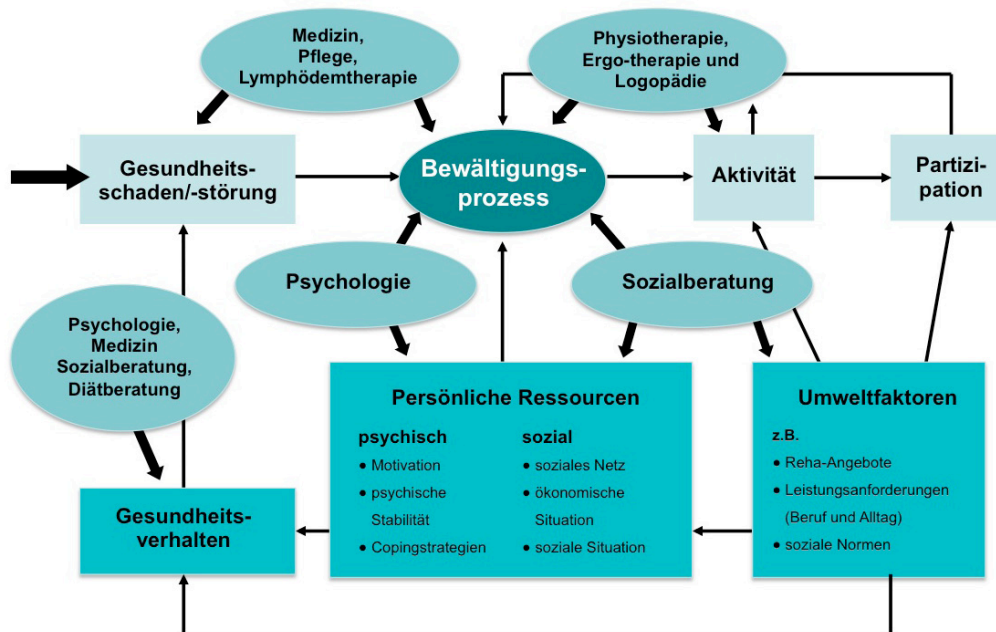 Medizin,
Pflege,
Lymphödemtherapie
Physiotherapie,
Ergo-therapie und
Logopädie
Gesundheits-
schaden/-störung
Bewältigungs-
prozess
Aktivität
Partizi-
pation
Psychologie
Sozialberatung
Psychologie,
Medizin
Sozialberatung,
Diätberatung
Persönliche Ressourcen
psychisch
• Motivation
• psychische
Stabilität
• Copingstrategien
sozial
• soziales Netz
• ökonomische
Situation
• soziale Situation
Umweltfaktoren
z.B.
• Reha-Angebote
• Leistungsanforderungen
(Beruf und Alltag)
• soziale Normen
Gesundheits-
verhalten